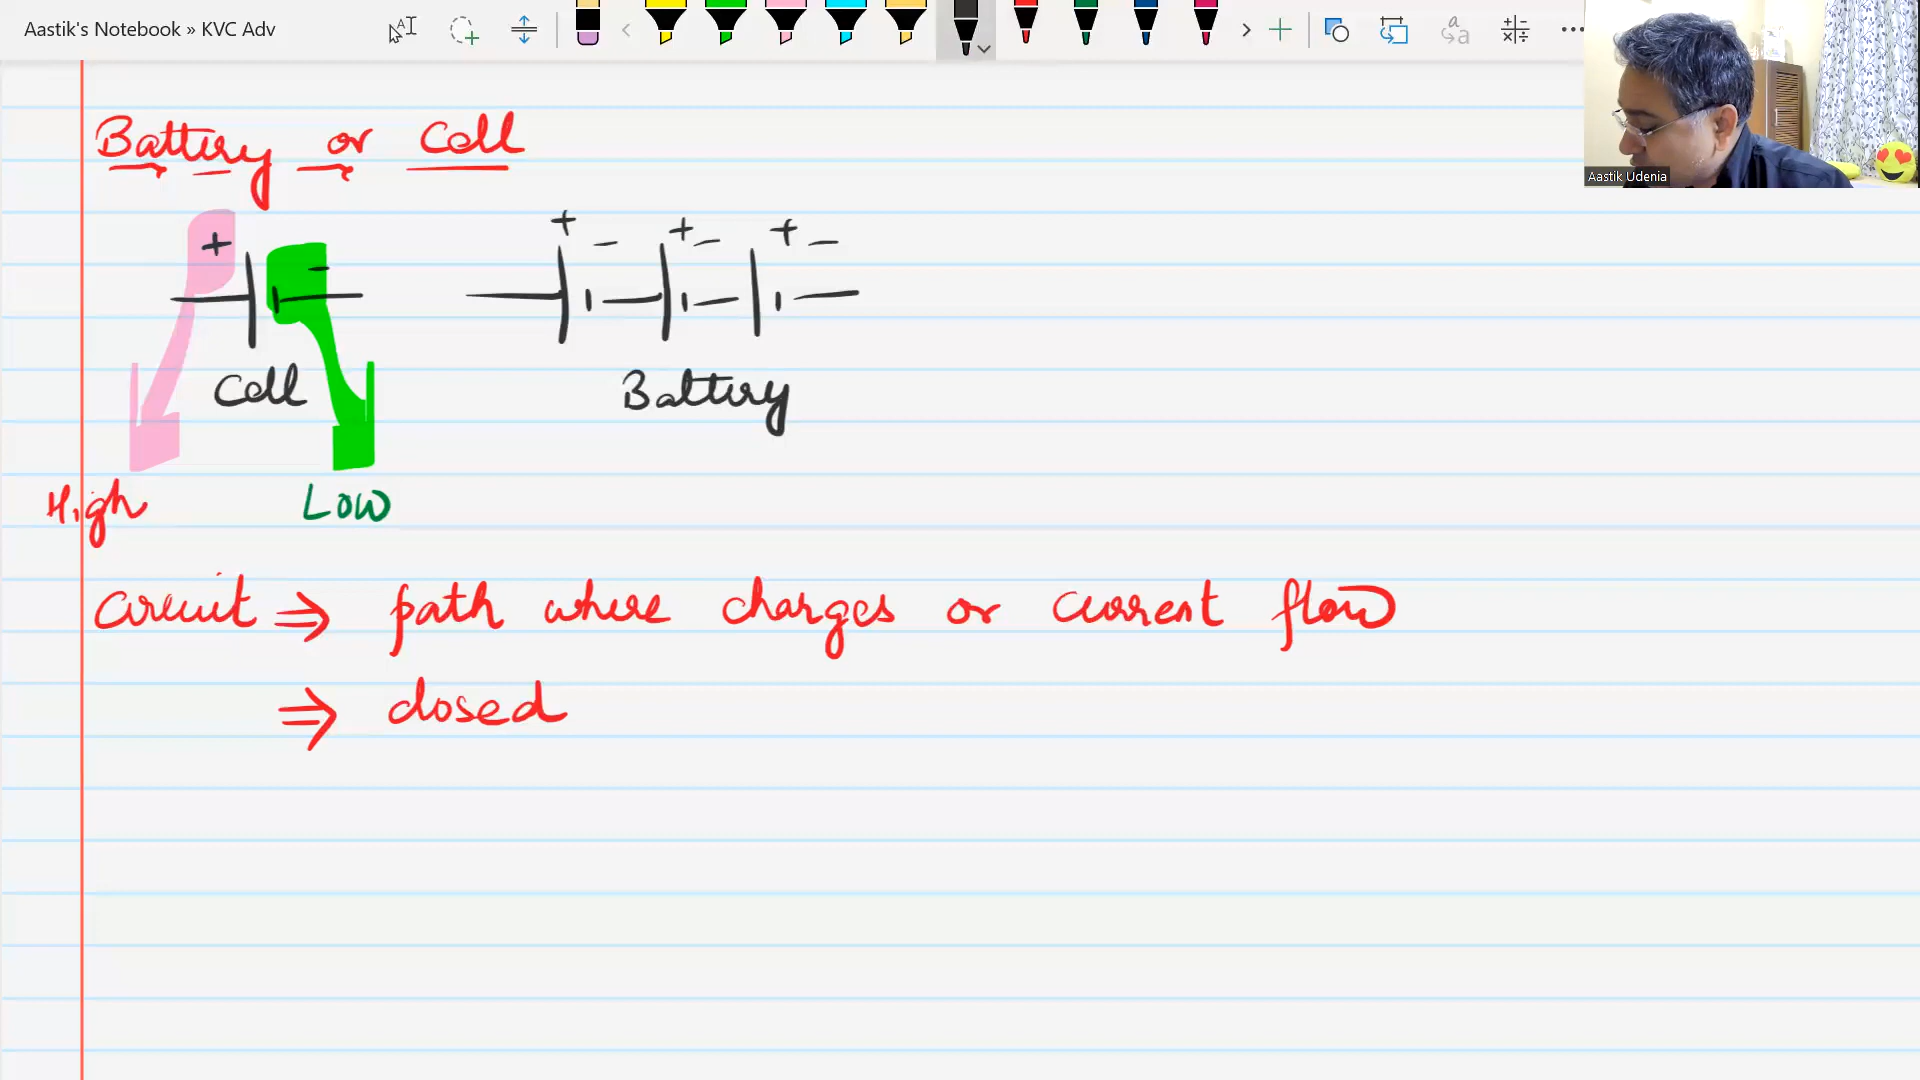 Aastik's Notebook » KVC Adv
Aastik Udenia
Battery or Cell
+ -
+ - + - + -
Cell
Battery
High
Low
Circuit ⇒ path where charges or current flow
⇒ closed